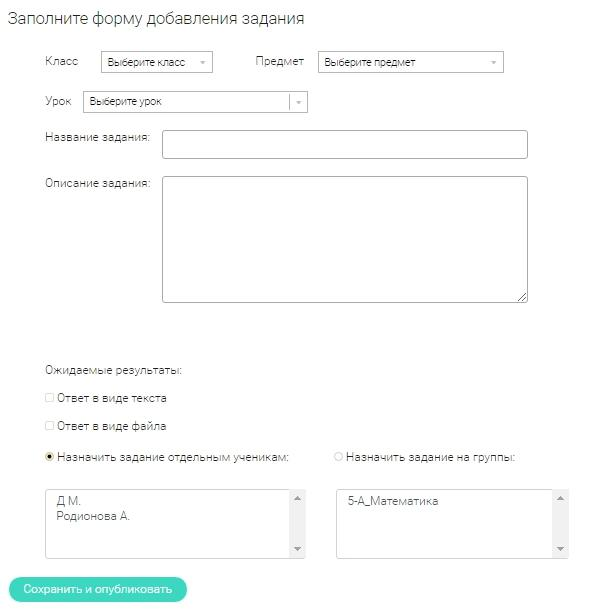 Заполните форму добавления задания
Класс Выберите класс Предмет Выберите предмет
Урок Выберите урок
Название задания:
Описание задания:
Ожидаемые результаты:
Ответ в виде текста
Ответ в виде файла
Назначить задание отдельным ученикам: Назначить задание на группы:
Д М. 5-А_Математика
Родионова А.
Сохранить и опубликовать